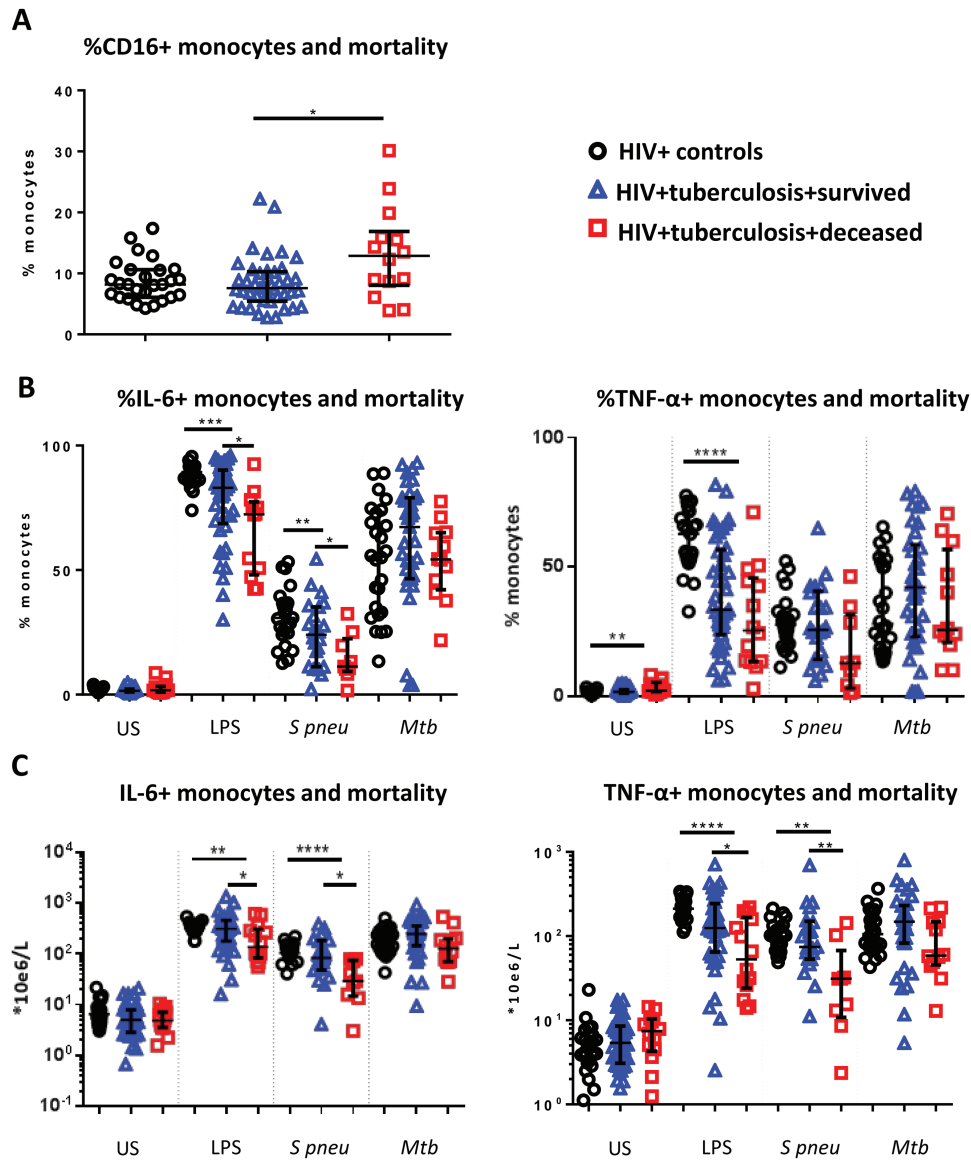 A
%CD16+ monocytes and mortality
40
30
20
10
0
% monocytes
*
HIV+ controls
HIV+tuberculosis+survived
HIV+tuberculosis+deceased
B
%IL-6+ monocytes and mortality
100
50
0
% monocytes
*** * ** *
US LPS S pneu Mtb
%TNF-α+ monocytes and mortality
100
50
0
% monocytes
** ****
US LPS S pneu Mtb
C
IL-6+ monocytes and mortality
10^4
10^3
10^2
10^1
10^0
10^-1
*10e6/L
** * **** *
US LPS S pneu Mtb
TNF-α+ monocytes and mortality
10^3
10^2
10^1
10^0
*10e6/L
**** * ** **
US LPS S pneu Mtb